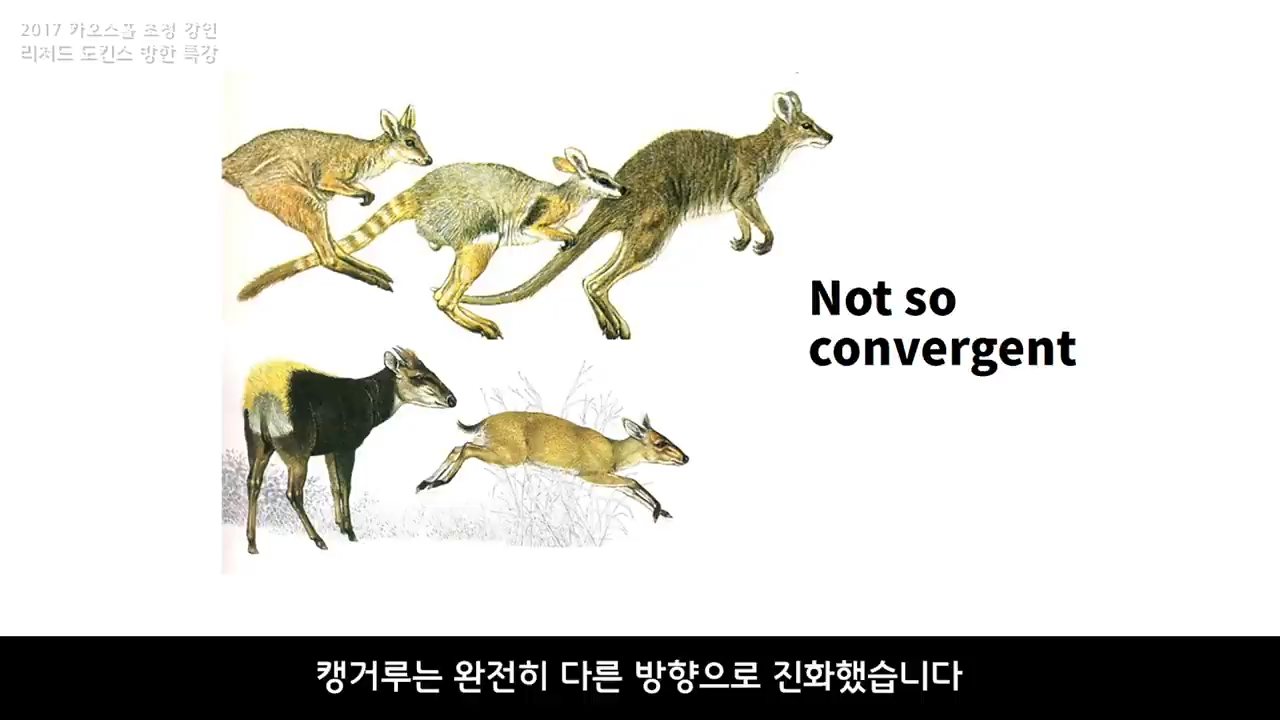 2017 카오스홀 초청 강연
리처드 도킨스 방한 특강
Not so
convergent
캥거루는 완전히 다른 방향으로 진화했습니다